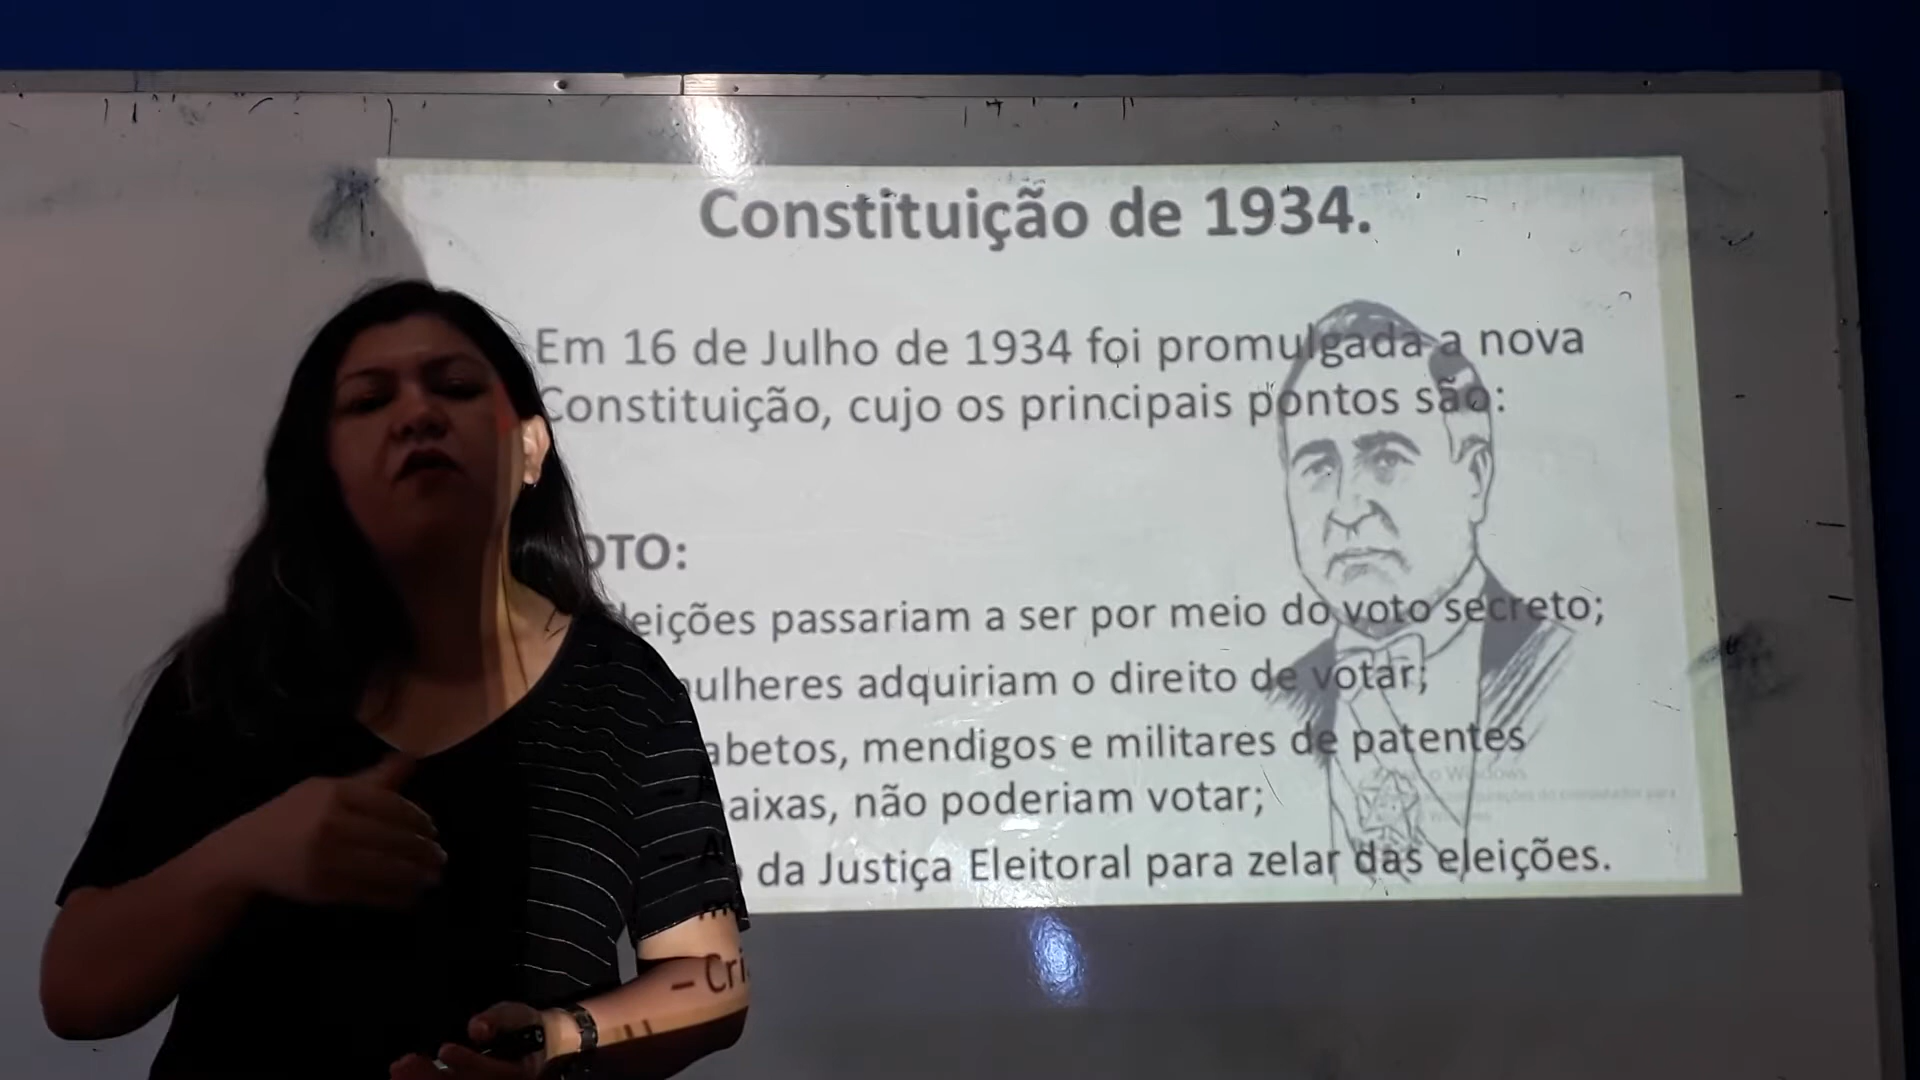 Constituição de 1934.
Em 16 de Julho de 1934 foi promulgada a nova
Constituição, cujo os principais pontos são:
OTO:
leições passariam a ser por meio do voto secreto;
ulheres adquiriam o direito de votar;
abetos, mendigos e militares de patentes
aixas, não poderiam votar;
da Justiça Eleitoral para zelar das eleições.
– Cri